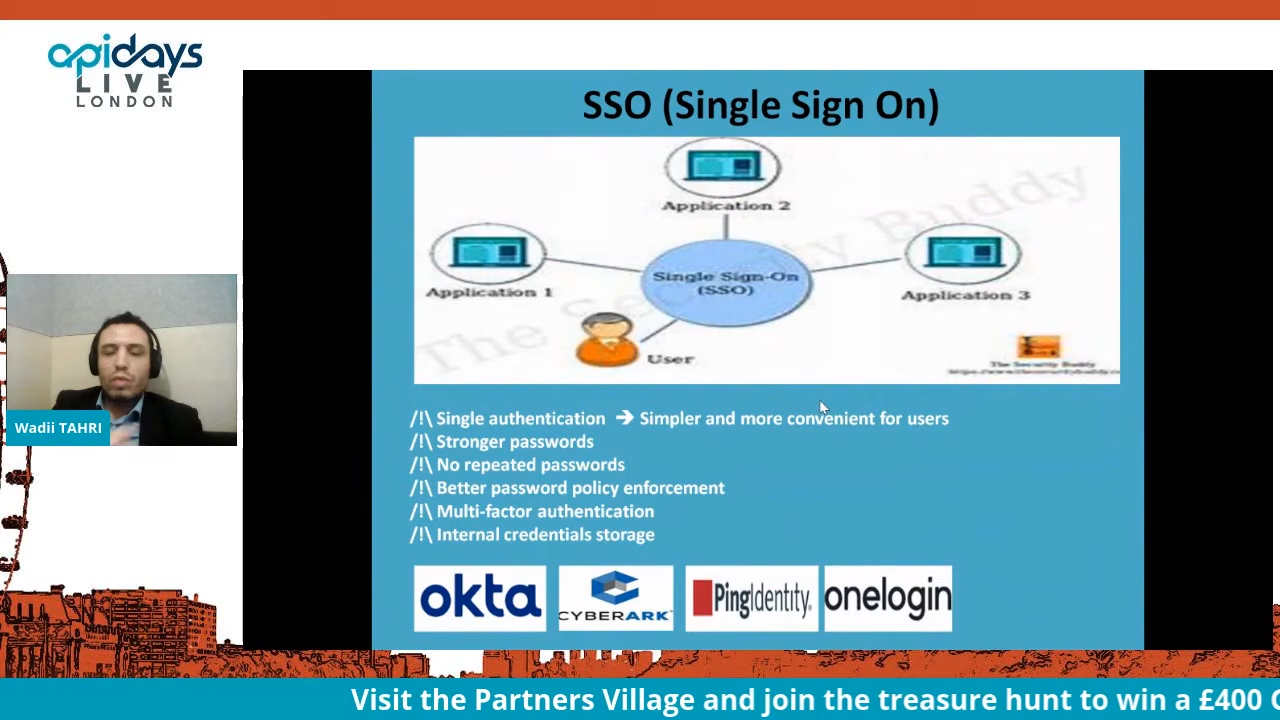 apidays
LIVE
LONDON
SSO (Single Sign On)
Application 2
Single Sign-On
(SSO)
Application 1
Application 3
User
The Security Buddy
The Security Buddy
/!\ Single authentication ➔ Simpler and more convenient for users
/!\ Stronger passwords
/!\ No repeated passwords
/!\ Better password policy enforcement
/!\ Multi-factor authentication
/!\ Internal credentials storage
okta
CYBERARK
PingIdentity.
onelogin
Wadii TAHRI
Visit the Partners Village and join the treasure hunt to win a £400